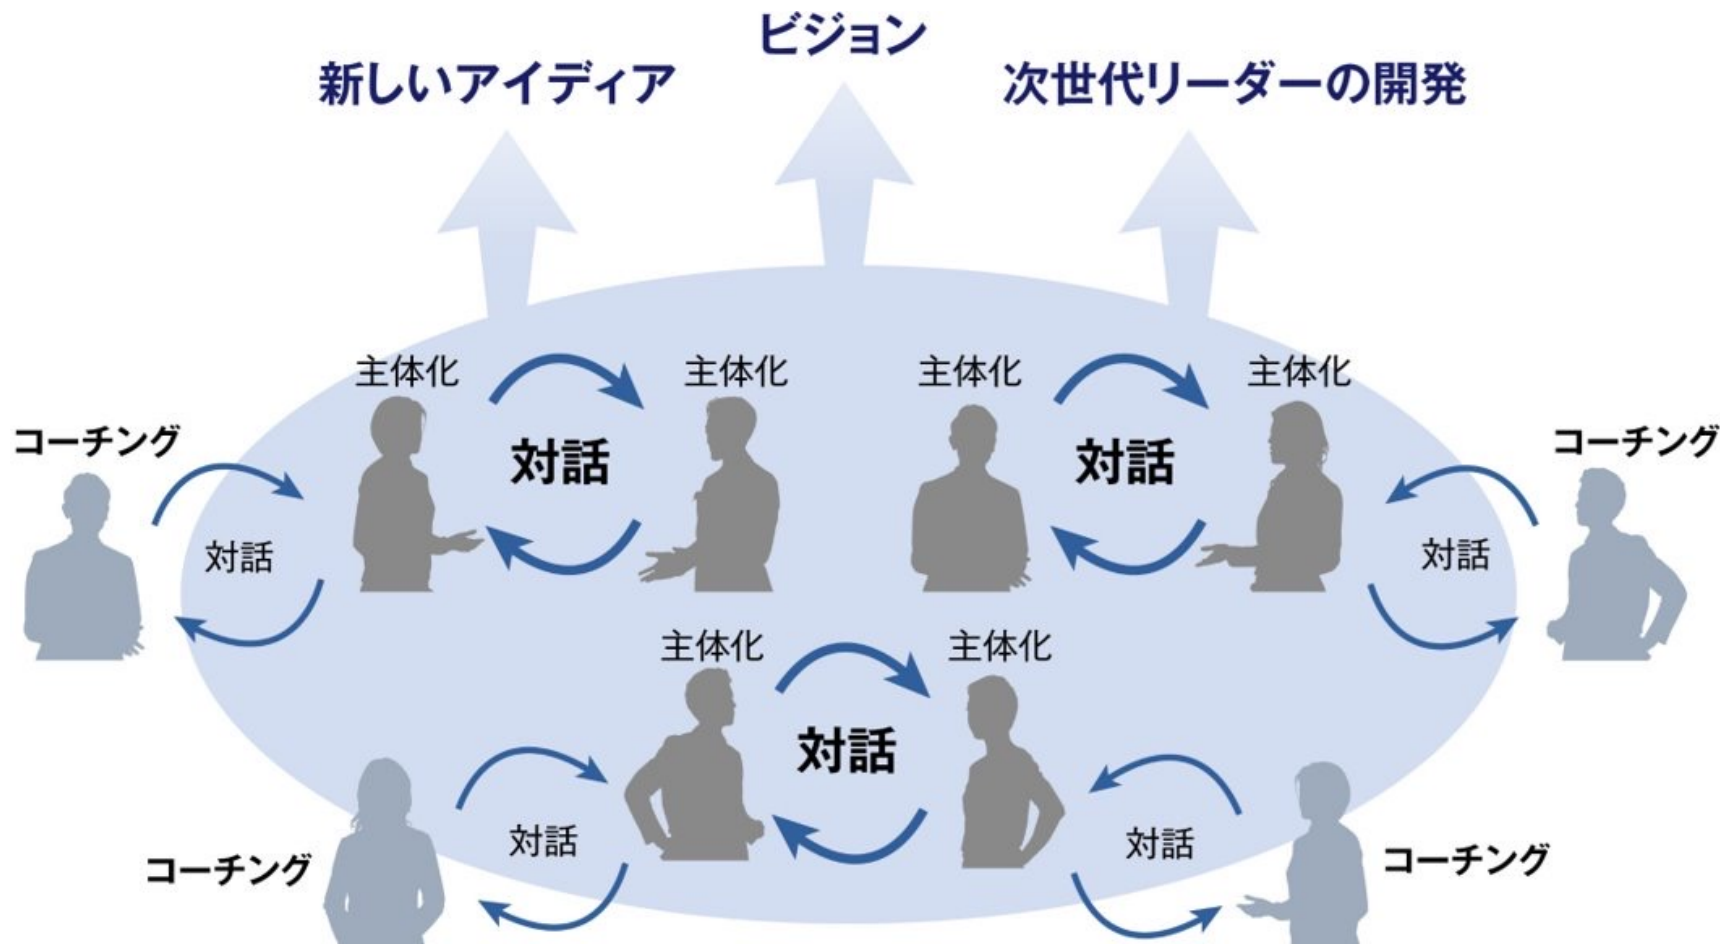 ビジョン
新しいアイディア
次世代リーダーの開発
主体化
主体化
主体化
主体化
コーチング
対話
対話
コーチング
対話
対話
主体化
主体化
対話
コーチング
対話
対話
コーチング